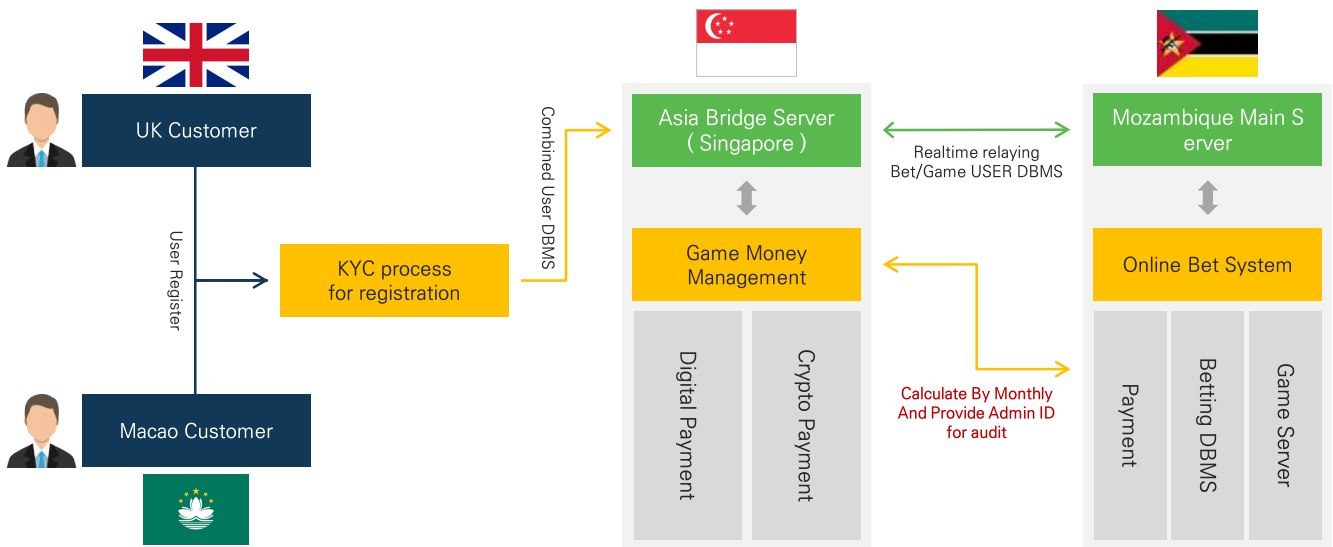 UK Customer
User Register
Macao Customer
KYC process
for registration
Combined User DBMS
Asia Bridge Server
( Singapore )
Game Money
Management
Digital Payment
Crypto Payment
Realtime relaying
Bet/Game USER DBMS
Calculate By Monthly
And Provide Admin ID
for audit
Mozambique Main S
erver
Online Bet System
Payment
Betting DBMS
Game Server